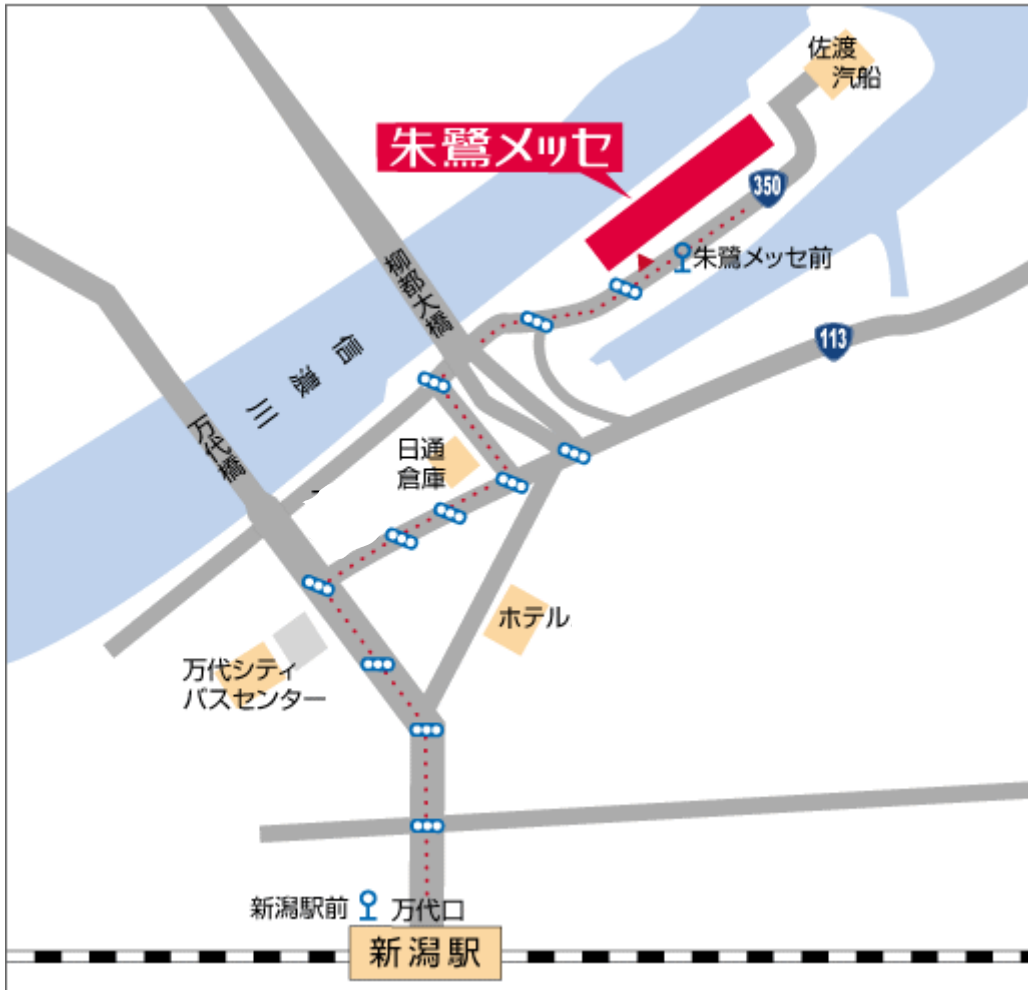 佐渡
汽船
朱鷺メッセ
350
朱鷺メッセ前
柳都大橋
113
信濃川
万代橋
日通
倉庫
ホテル
万代シティ
バスセンター
新潟駅前
万代口
新潟駅